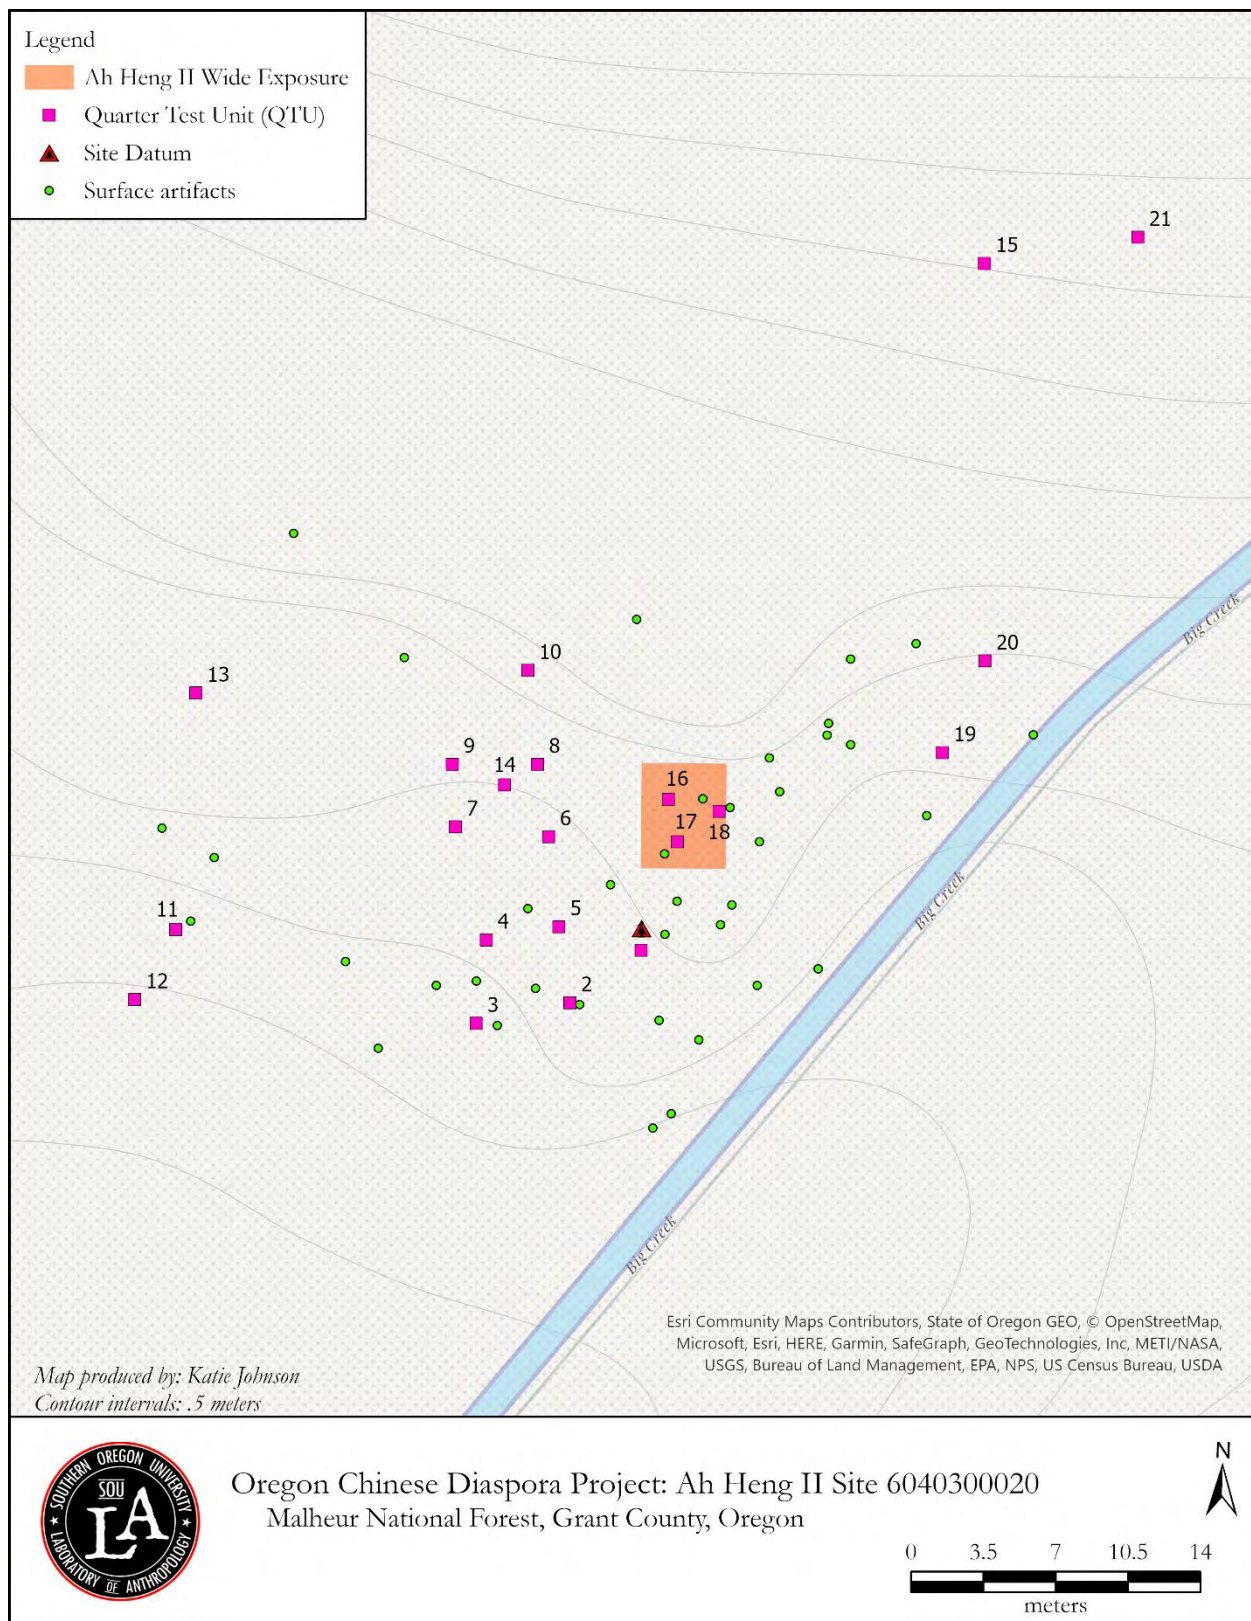 Legend
Ah Heng II Wide Exposure
Quarter Test Unit (QTU)
Site Datum
Surface artifacts
21
15
10
20
13
9
8
19
14
16
7
6
17
18
11
5
4
12
2
3
Big Creek
Big Creek
Big Creek
Esri Community Maps Contributors, State of Oregon GEO, © OpenStreetMap,
Microsoft, Esri, HERE, Garmin, SafeGraph, GeoTechnologies, Inc, METI/NASA,
USGS, Bureau of Land Management, EPA, NPS, US Census Bureau, USDA
Map produced by: Katie Johnson
Contour intervals: .5 meters
SOUTHERN OREGON UNIVERSITY
SOU
LA
LABORATORY OF ANTHROPOLOGY
Oregon Chinese Diaspora Project: Ah Heng II Site 6040300020
Malheur National Forest, Grant County, Oregon
N
0 3.5 7 10.5 14
meters